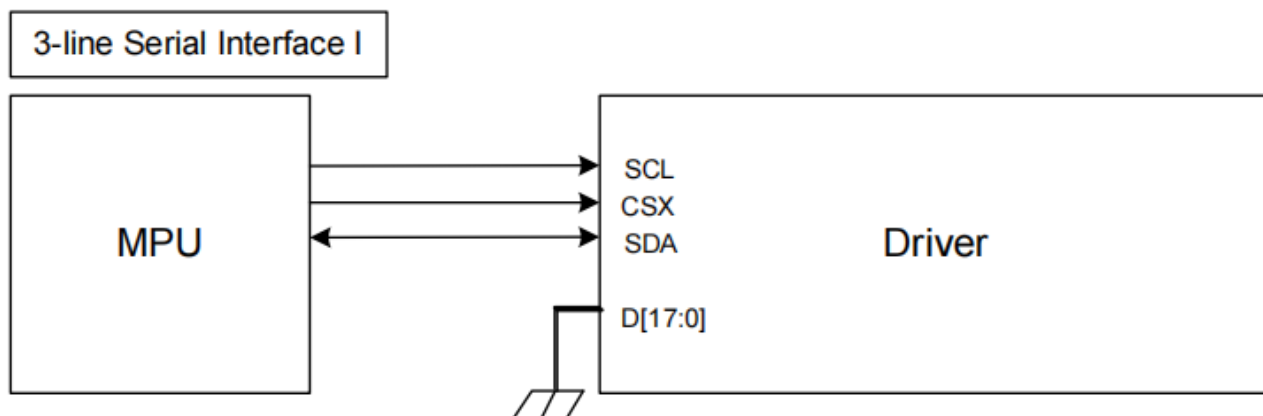 3-line Serial Interface I
MPU
SCL
CSX
SDA
Driver
D[17:0]